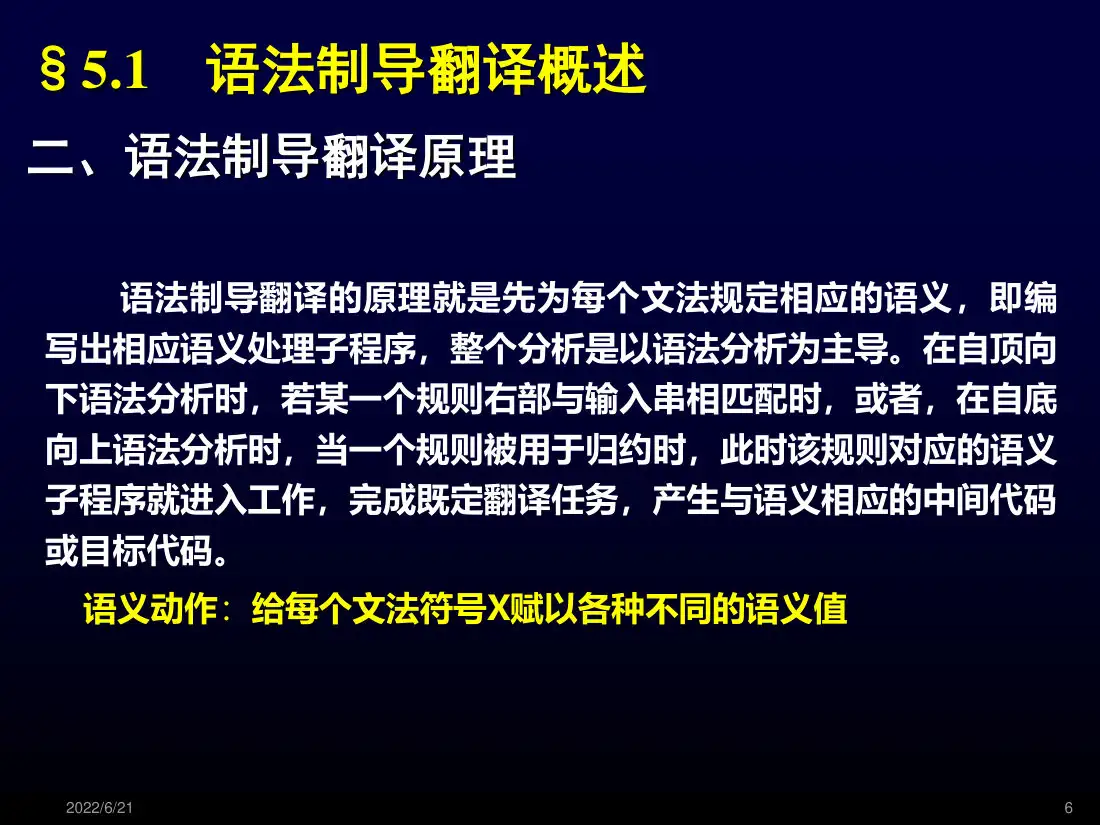 §5.1 语法制导翻译概述
二、语法制导翻译原理
语法制导翻译的原理就是先为每个文法规定相应的语义，即编
写出相应语义处理子程序，整个分析是以语法分析为主导。在自顶向
下语法分析时，若某一个规则右部与输入串相匹配时，或者，在自底
向上语法分析时，当一个规则被用于归约时，此时该规则对应的语义
子程序就进入工作，完成既定翻译任务，产生与语义相应的中间代码
或目标代码。
语义动作：给每个文法符号X赋以各种不同的语义值
2022/6/21
6